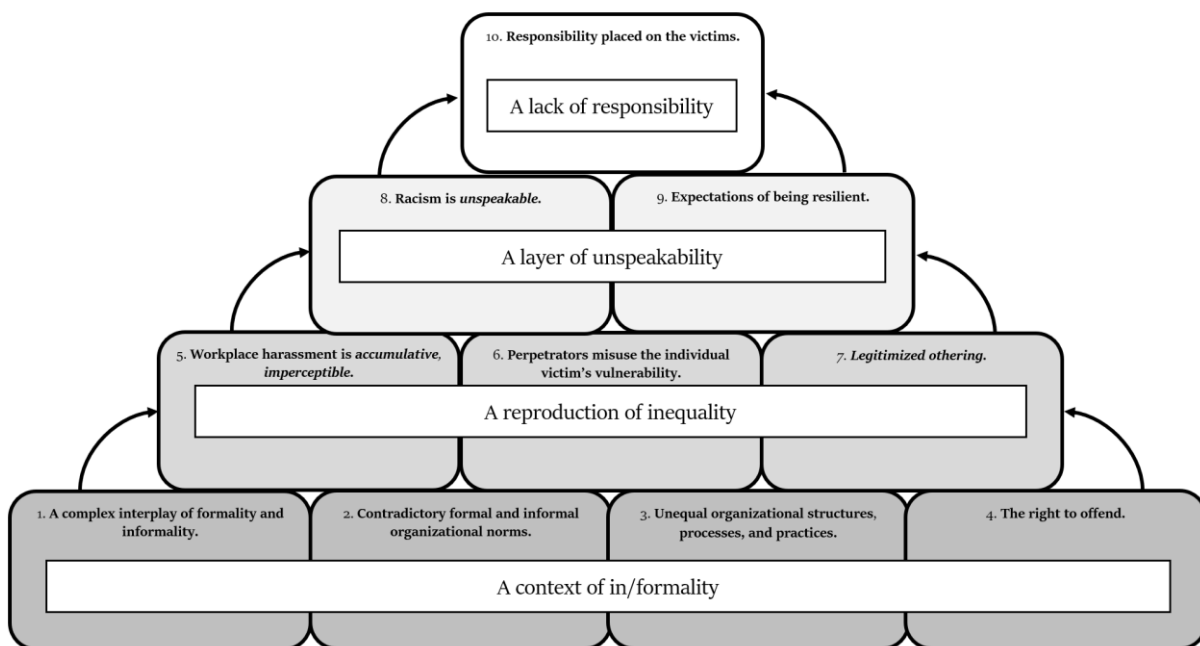 10. Responsibility placed on the victims.
A lack of responsibility
8. Racism is unspeakable.
9. Expectations of being resilient.
A layer of unspeakability
5. Workplace harassment is accumulative,
imperceptible.
6. Perpetrators misuse the individual
victim's vulnerability.
7. Legitimized othering.
A reproduction of inequality
1. A complex interplay of formality and
informality.
2. Contradictory formal and informal
organizational norms.
3. Unequal organizational structures,
processes, and practices.
4. The right to offend.
A context of in/formality